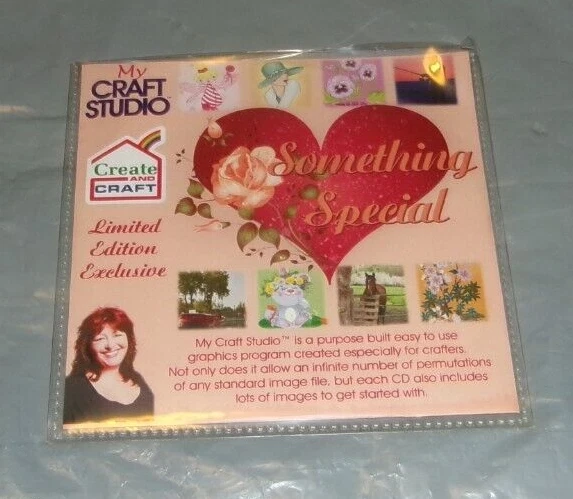 My
CRAFT
STUDIO™
Create
AND
CRAFT
Limited
Edition
Exclusive
Something
Special
My Craft Studio™ is a purpose built easy to use
graphics program created especially for crafters.
Not only does it allow an infinite number of permutations
of any standard image file, but each CD also includes
lots of images to get started with.